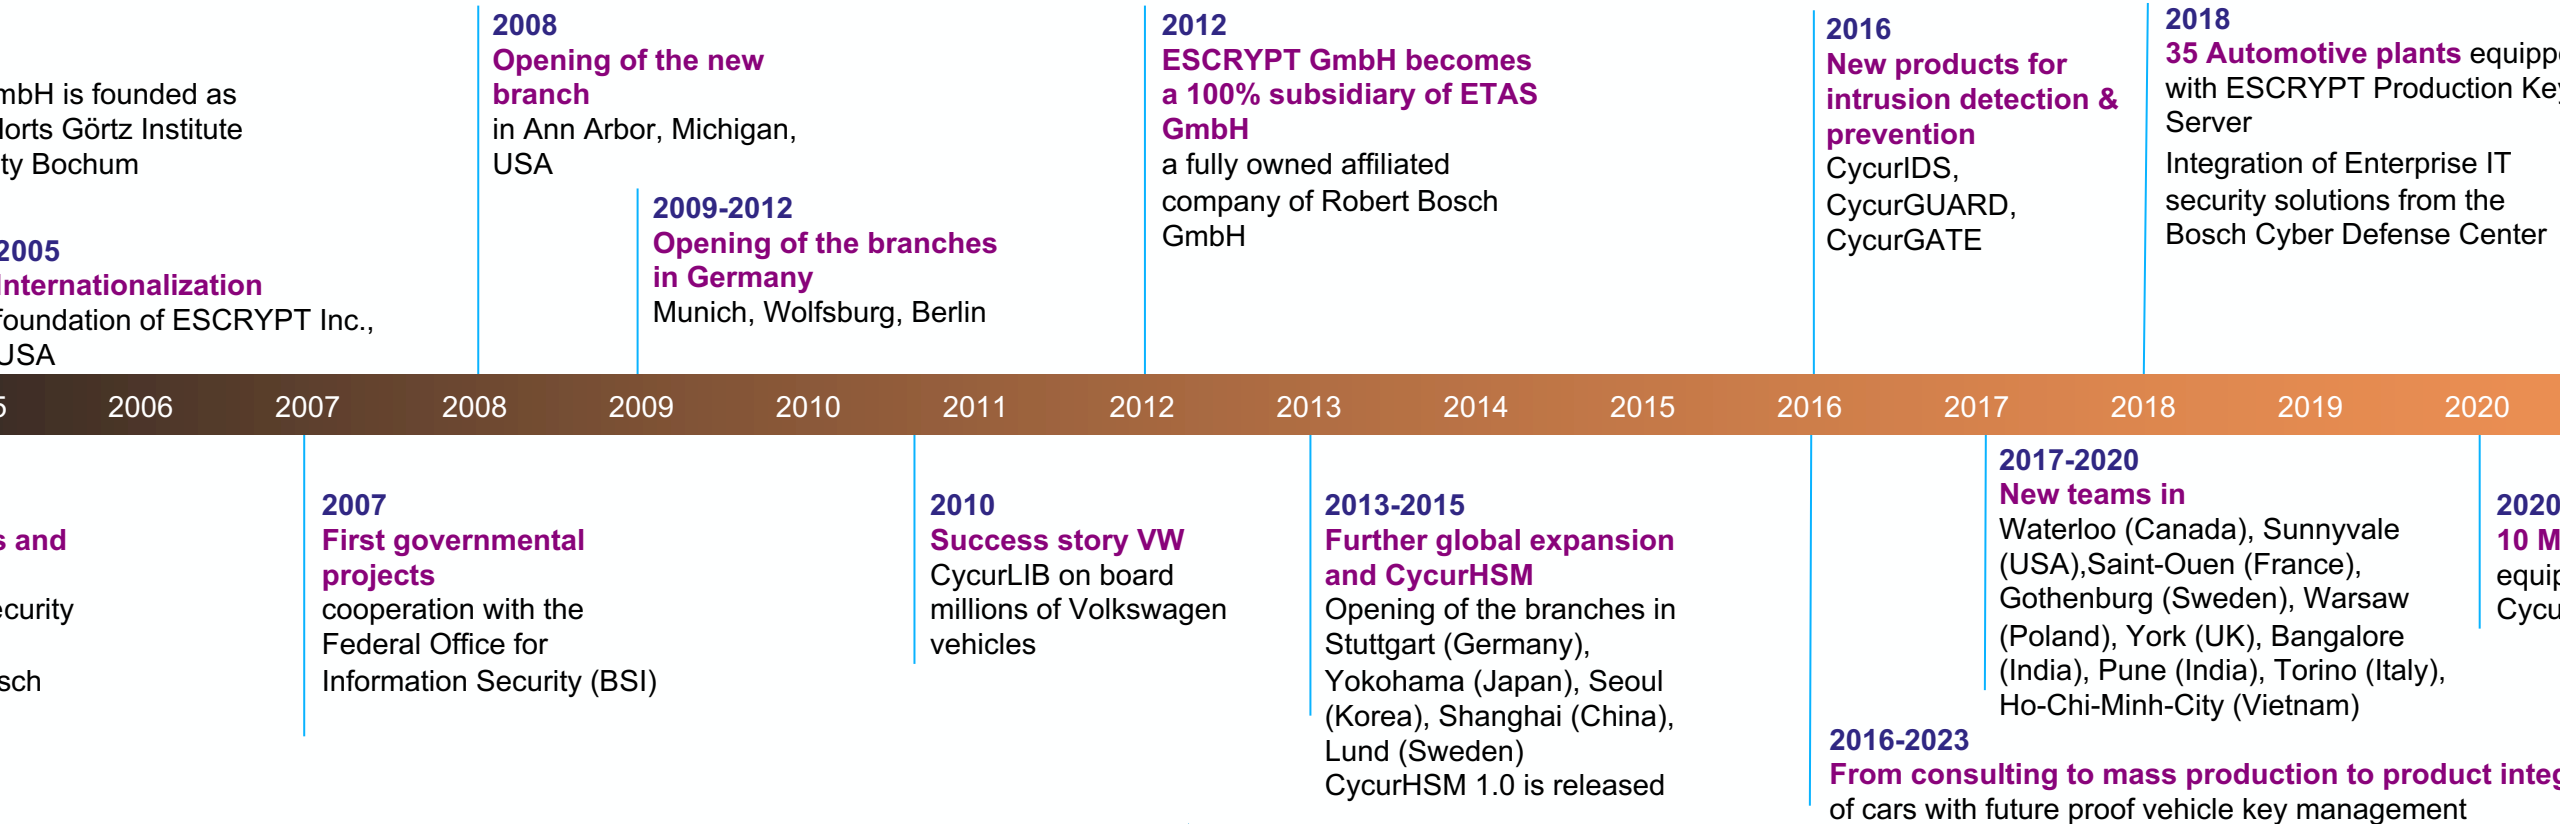 mbH is founded as
Horts Görtz Institute
ty Bochum
2005
Internationalization
foundation of ESCRYPT Inc.,
USA
2008
Opening of the new
branch
in Ann Arbor, Michigan,
USA
2009-2012
Opening of the branches
in Germany
Munich, Wolfsburg, Berlin
2012
ESCRYPT GmbH becomes
a 100% subsidiary of ETAS
GmbH
a fully owned affiliated
company of Robert Bosch
GmbH
2016
New products for
intrusion detection &
prevention
CycurIDS,
CycurGUARD,
CycurGATE
2018
35 Automotive plants equippe
with ESCRYPT Production Key
Server
Integration of Enterprise IT
security solutions from the
Bosch Cyber Defense Center
5 2006 2007 2008 2009 2010 2011 2012 2013 2014 2015 2016 2017 2018 2019 2020
s and
ecurity
sch
2007
First governmental
projects
cooperation with the
Federal Office for
Information Security (BSI)
2010
Success story VW
CycurLIB on board
millions of Volkswagen
vehicles
2013-2015
Further global expansion
and CycurHSM
Opening of the branches in
Stuttgart (Germany),
Yokohama (Japan), Seoul
(Korea), Shanghai (China),
Lund (Sweden)
CycurHSM 1.0 is released
2017-2020
New teams in
Waterloo (Canada), Sunnyvale
(USA),Saint-Ouen (France),
Gothenburg (Sweden), Warsaw
(Poland), York (UK), Bangalore
(India), Pune (India), Torino (Italy),
Ho-Chi-Minh-City (Vietnam)
2016-2023
From consulting to mass production to product integ
of cars with future proof vehicle key management
2020
10 M
equip
Cycu